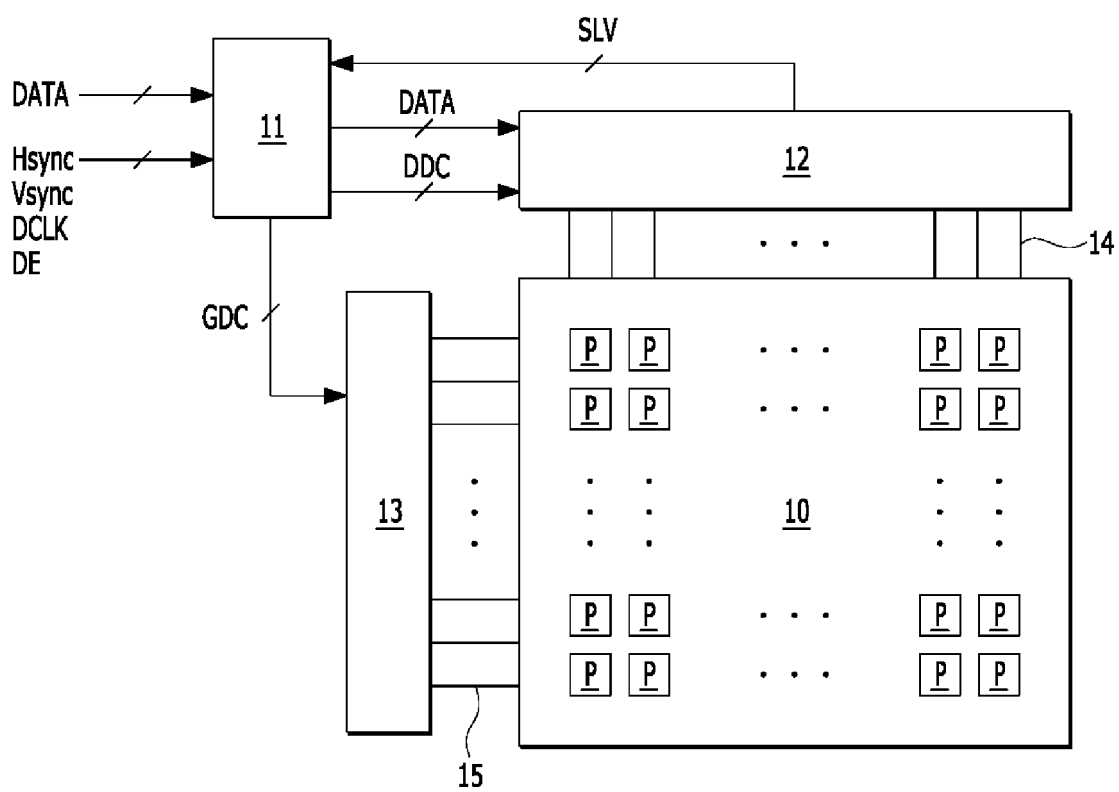 SLV
DATA
DATA
11
12
Hsync
DDC
Vsync
DCLK
14
DE
GDC
P P P P
P P P P
13
10
P P P P
P P P P
15